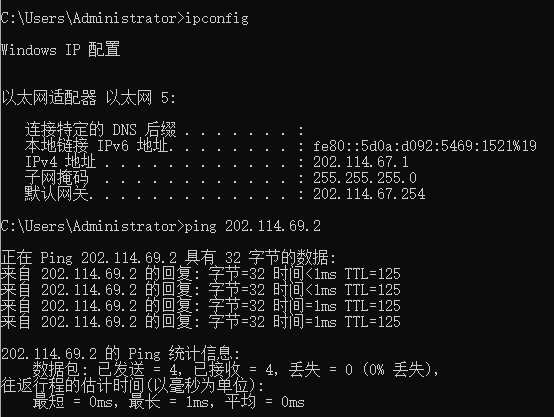 C:\Users\Administrator>ipconfig
Windows IP 配置
以太网适配器 以太网 5:
连接特定的 DNS 后缀 . . . . . . . :
本地链接 IPv6 地址. . . . . . . . : fe80::5d0a:d092:5469:1521%19
IPv4 地址 . . . . . . . . . . . . : 202.114.67.1
子网掩码  . . . . . . . . . . . . : 255.255.255.0
默认网关. . . . . . . . . . . . . : 202.114.67.254
C:\Users\Administrator>ping 202.114.69.2
正在 Ping 202.114.69.2 具有 32 字节的数据:
来自 202.114.69.2 的回复: 字节=32 时间<1ms TTL=125
来自 202.114.69.2 的回复: 字节=32 时间<1ms TTL=125
来自 202.114.69.2 的回复: 字节=32 时间=1ms TTL=125
来自 202.114.69.2 的回复: 字节=32 时间<1ms TTL=125
202.114.69.2 的 Ping 统计信息:
数据包: 已发送 = 4, 已接收 = 4, 丢失 = 0 (0% 丢失),
往返行程的估计时间(以毫秒为单位):
最短 = 0ms, 最长 = 1ms, 平均 = 0ms